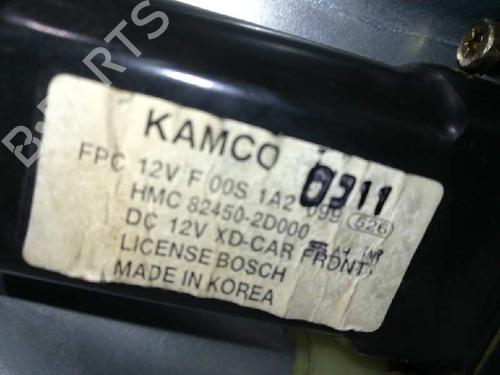 B-PARTS
KAMCO
0911
FPC 12V F 00S 1A2 099 526
HMC 82450-2D000
DC 12V XD-CAR FRONT
LICENSE BOSCH
MADE IN KOREA